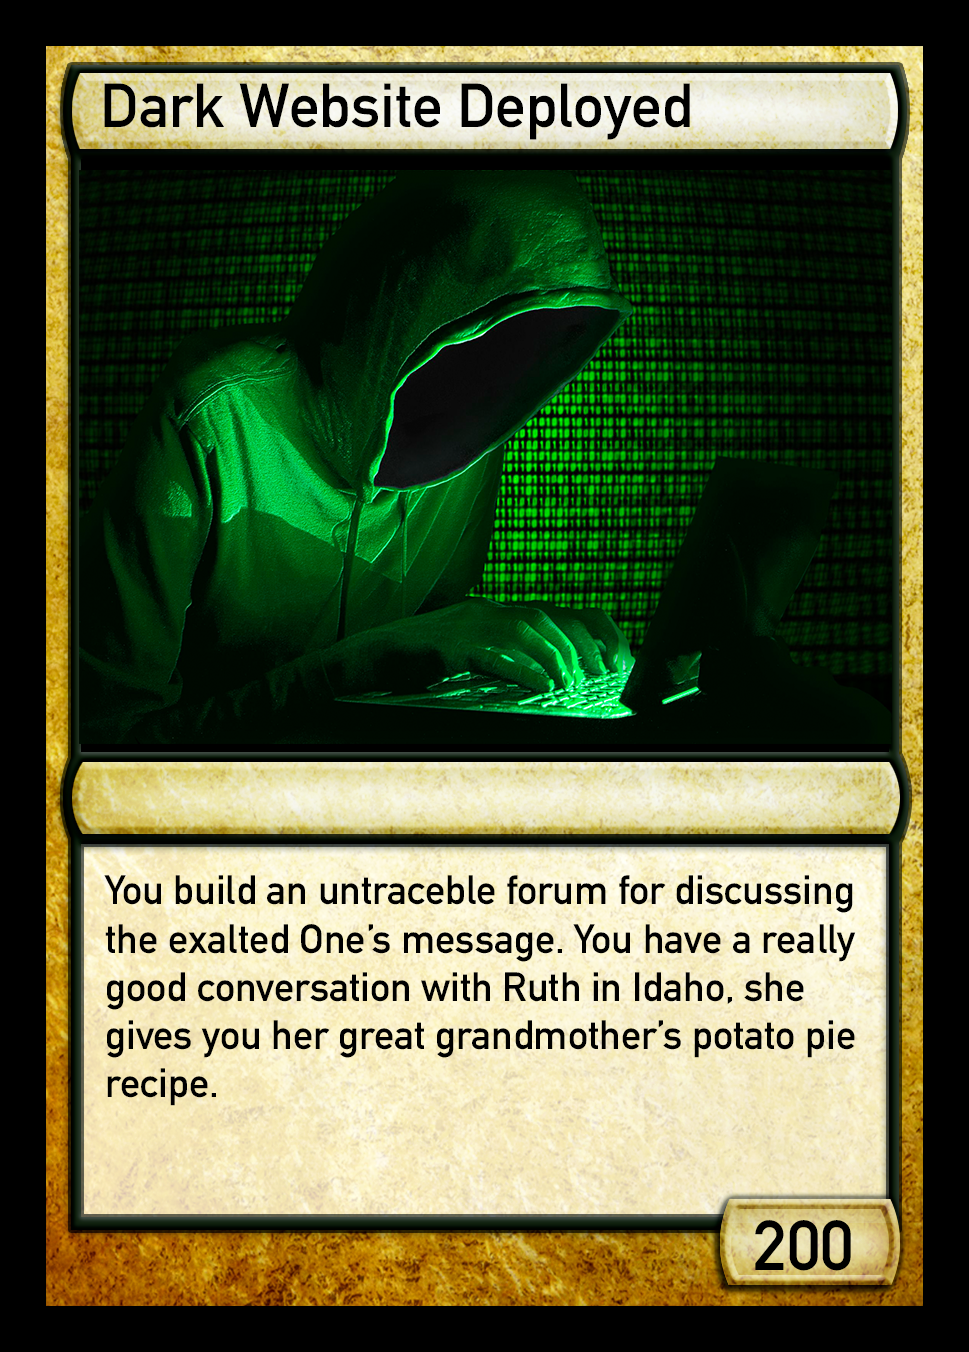 Dark Website Deployed
You build an untraceble forum for discussing
the exalted One’s message. You have a really
good conversation with Ruth in Idaho, she
gives you her great grandmother’s potato pie
recipe.
200